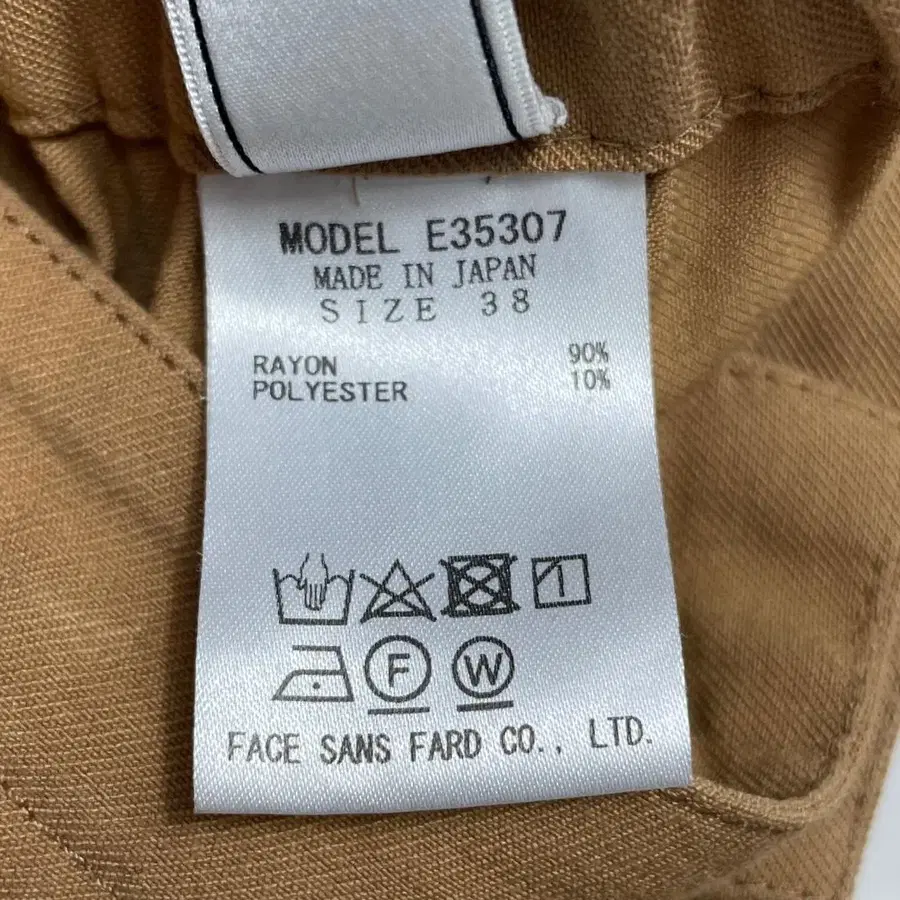 MODEL E35307
MADE IN JAPAN
SIZE 38
RAYON 90%
POLYESTER 10%
F W
FACE SANS FARD CO., LTD.